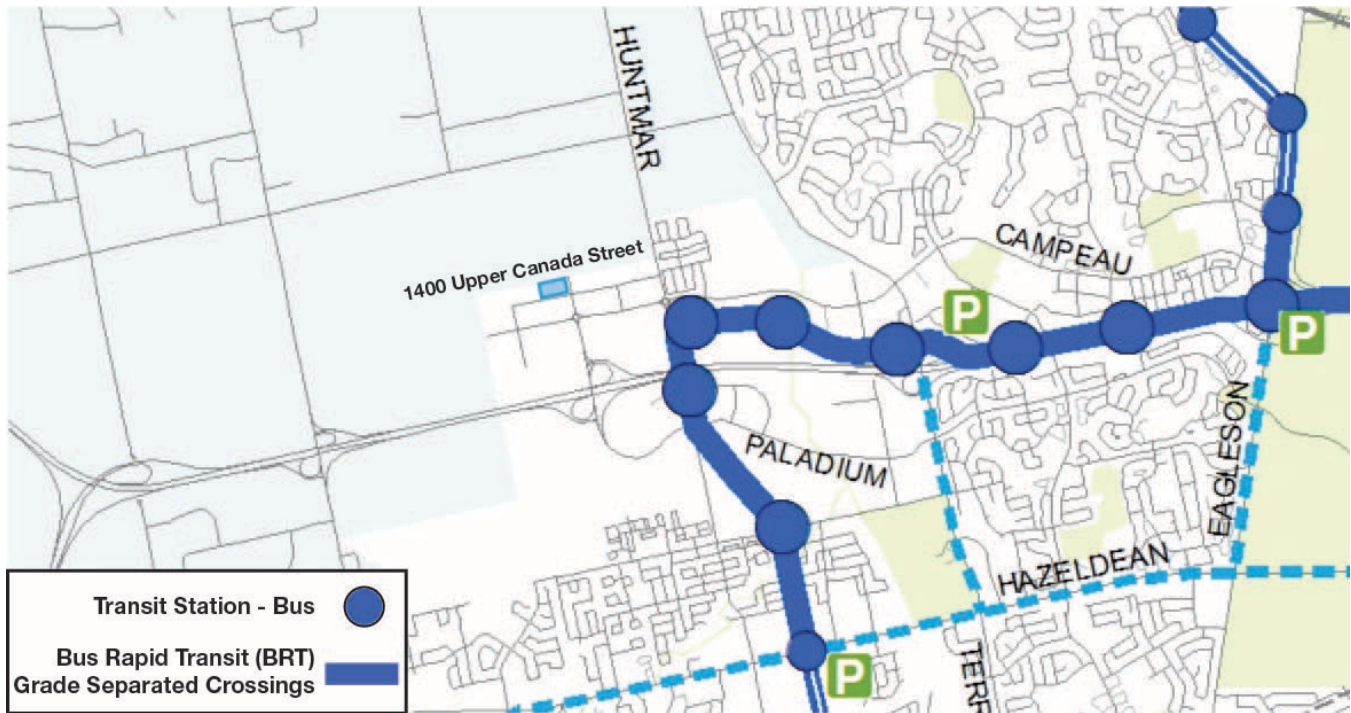 HUNTMAR
CAMPEAU
1400 Upper Canada Street
P
P
PALADIUM
EAGLESON
HAZELDEAN
TERR
P
Transit Station - Bus
Bus Rapid Transit (BRT)
Grade Separated Crossings